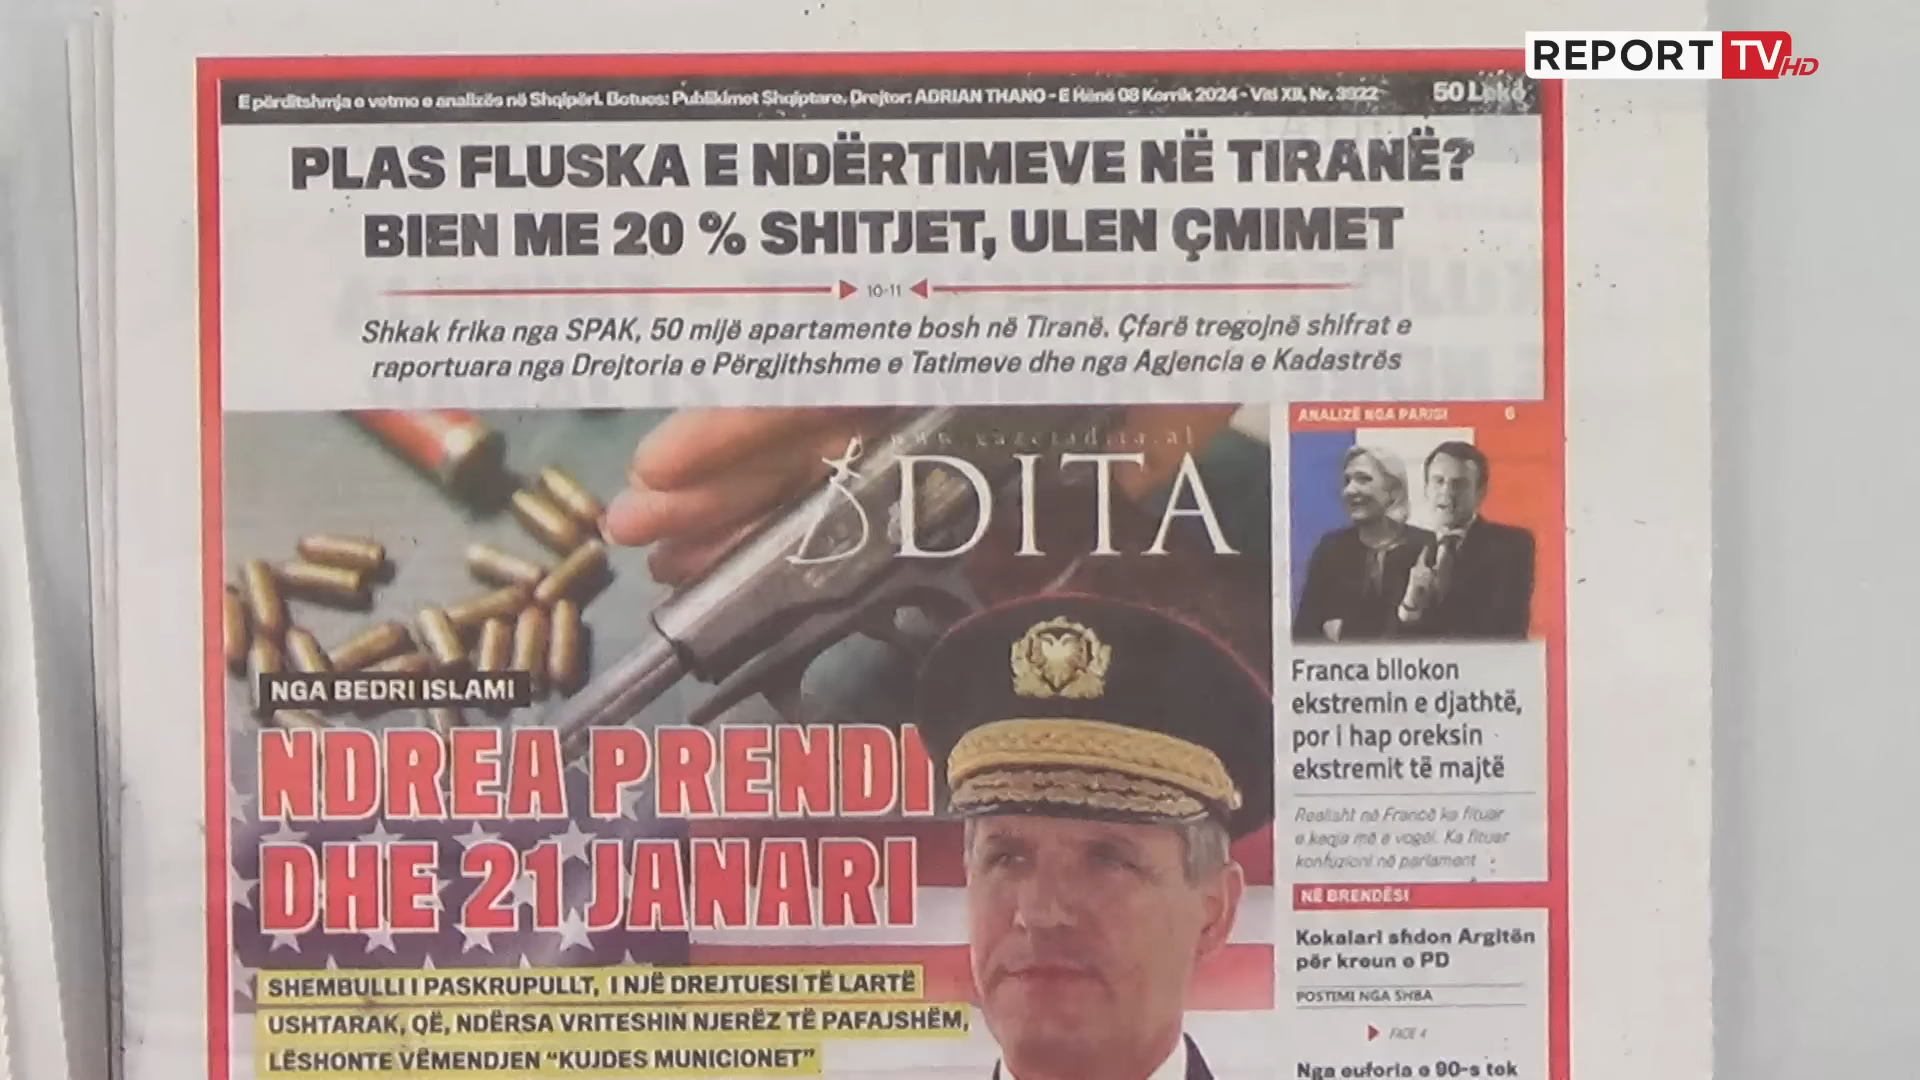 REPORT TV HD
E përditshmja e vetme e analizës në Shqipëri. Botues: Publikimet Shqiptare, Drejtor: ADRIAN THANO - E Hënë 08 Korrik 2024 - Viti XII, Nr. 3922 50 Lekë
PLAS FLUSKA E NDËRTIMEVE NË TIRANË?
BIEN ME 20 % SHITJET, ULEN ÇMIMET
10-11
Shkak frika nga SPAK, 50 mijë apartamente bosh në Tiranë. Çfarë tregojnë shifrat e
raportuara nga Drejtoria e Përgjithshme e Tatimeve dhe nga Agjencia e Kadastrës
www.gazetadita.al
DITA
NGA BEDRI ISLAMI
NDREA PRENDI
DHE 21 JANARI
SHEMBULLI I PASKRUPULLT, I NJË DREJTUESI TË LARTË
USHTARAK, QË, NDËRSA VRITESHIN NJERËZ TË PAFAJSHËM,
LËSHONTE VËMENDJEN “KUJDES MUNICIONET”
ANALIZË NGA PARISI 6
Franca bllokon
ekstremin e djathtë,
por i hap oreksin
ekstremit të majtë
Realisht në Francë ka fituar
e keqja më e vogël. Ka fituar
konfuzioni në parlament
NË BRENDËSI
Kokalari sfidon Argitën
për kreun e PD
POSTIMI NGA SHBA
FAQE 4
Nga euforia e 90-s tek